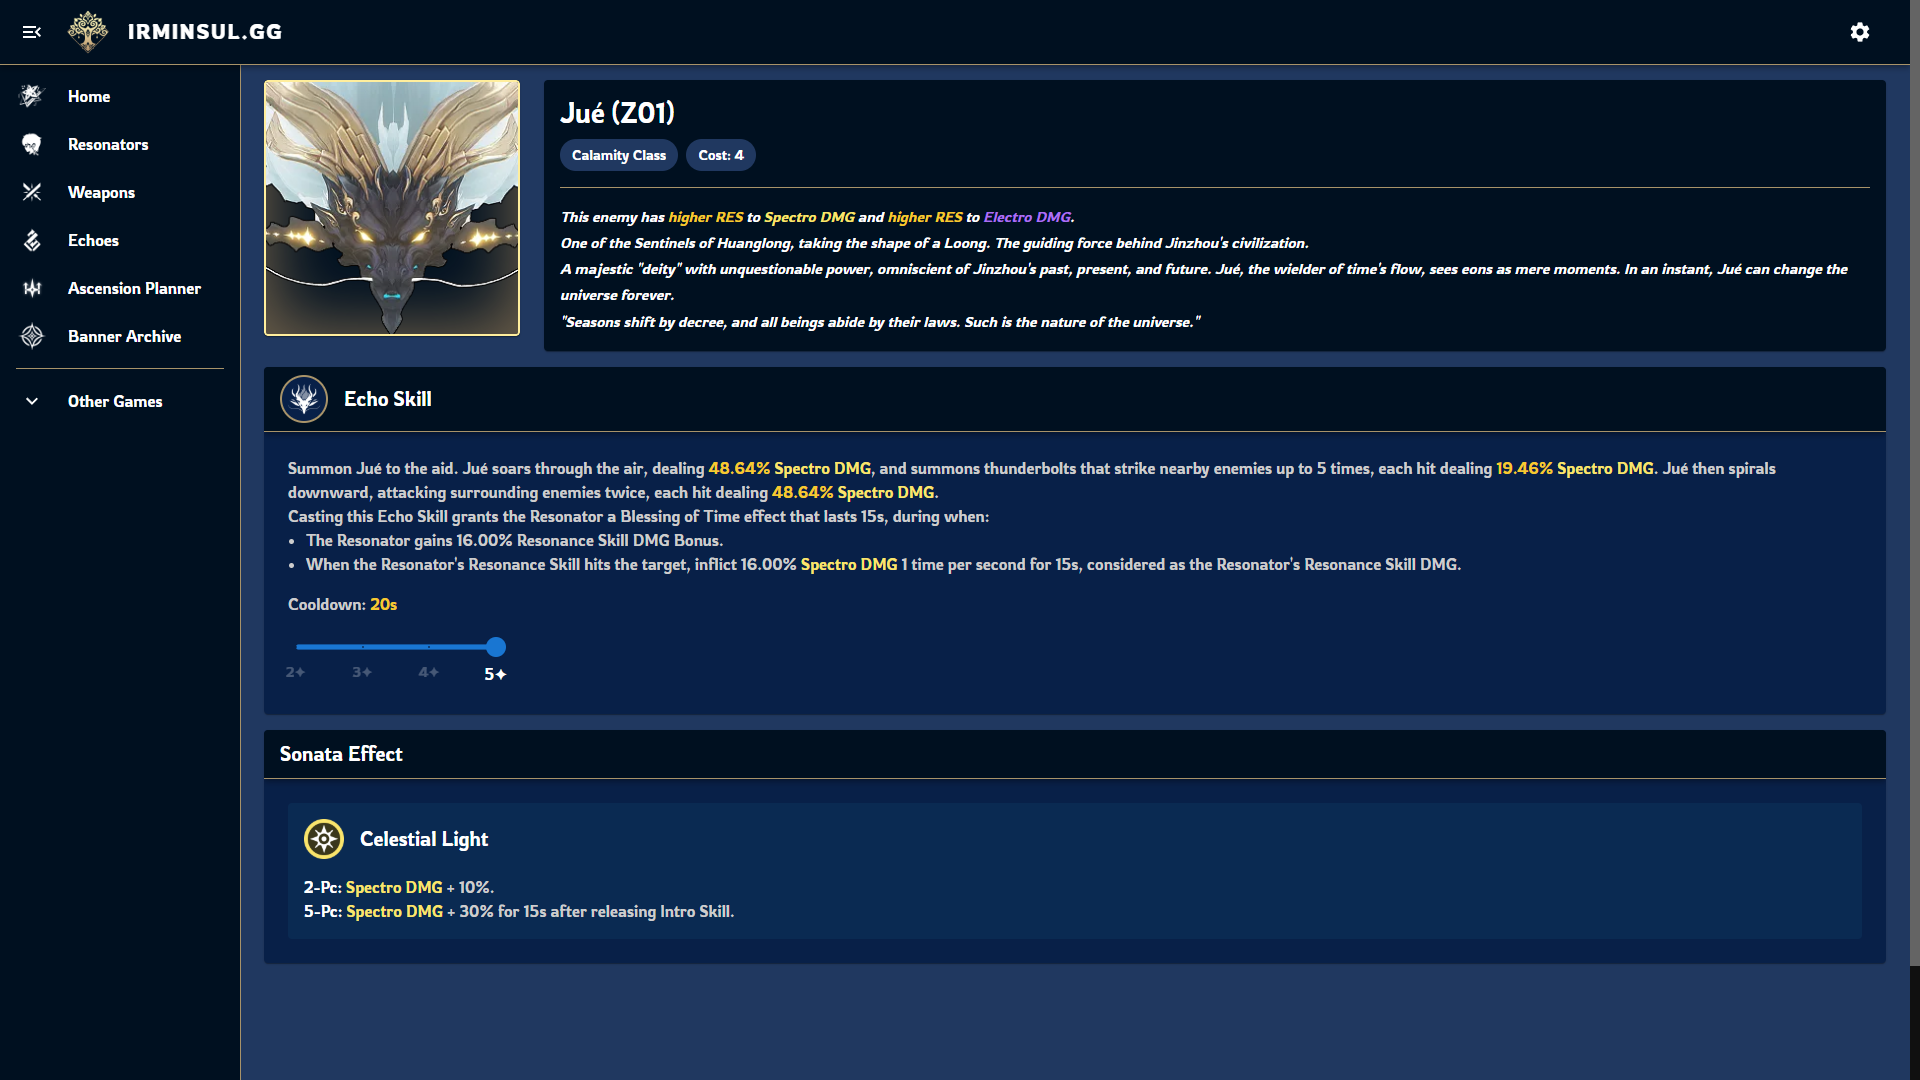 IRMINSUL.GG
Home
Resonators
Weapons
Echoes
Ascension Planner
Banner Archive
Other Games
Jué (Z01)
Calamity Class
Cost: 4
This enemy has higher RES to Spectro DMG and higher RES to Electro DMG.
One of the Sentinels of Huanglong, taking the shape of a Loong. The guiding force behind Jinzhou's civilization.
A majestic "deity" with unquestionable power, omniscient of Jinzhou's past, present, and future. Jué, the wielder of time's flow, sees eons as mere moments. In an instant, Jué can change the
universe forever.
"Seasons shift by decree, and all beings abide by their laws. Such is the nature of the universe."
Echo Skill
Summon Jué to the aid. Jué soars through the air, dealing 48.64% Spectro DMG, and summons thunderbolts that strike nearby enemies up to 5 times, each hit dealing 19.46% Spectro DMG. Jué then spirals
downward, attacking surrounding enemies twice, each hit dealing 48.64% Spectro DMG.
Casting this Echo Skill grants the Resonator a Blessing of Time effect that lasts 15s, during when:
• The Resonator gains 16.00% Resonance Skill DMG Bonus.
• When the Resonator's Resonance Skill hits the target, inflict 16.00% Spectro DMG 1 time per second for 15s, considered as the Resonator's Resonance Skill DMG.
Cooldown: 20s
2✦ 3✦ 4✦ 5✦
Sonata Effect
Celestial Light
2-Pc: Spectro DMG + 10%.
5-Pc: Spectro DMG + 30% for 15s after releasing Intro Skill.